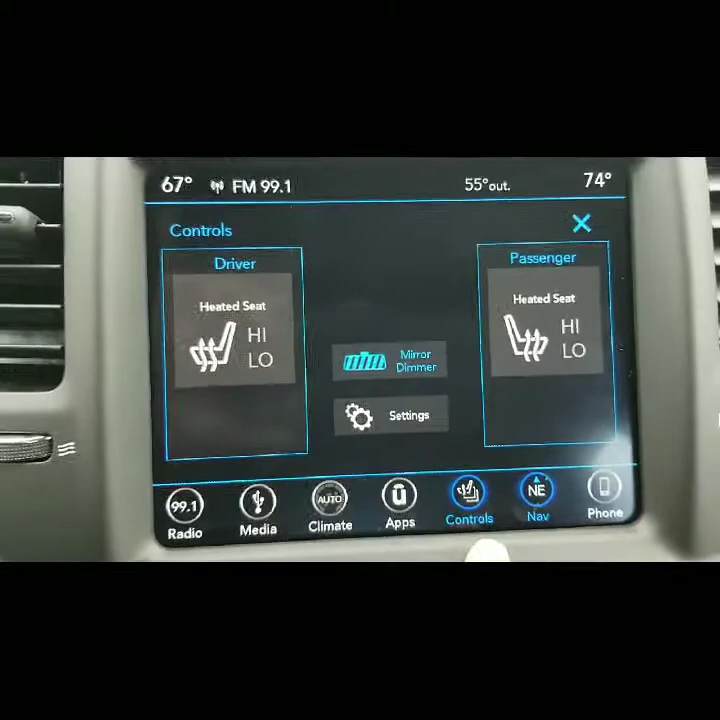 67° FM 99.1 55°out. 74°
Controls
Driver
Heated Seat
HI
LO
Mirror
Dimmer
Settings
Passenger
Heated Seat
HI
LO
99.1 AUTO NE
Radio Media Climate Apps Controls Nav Phone